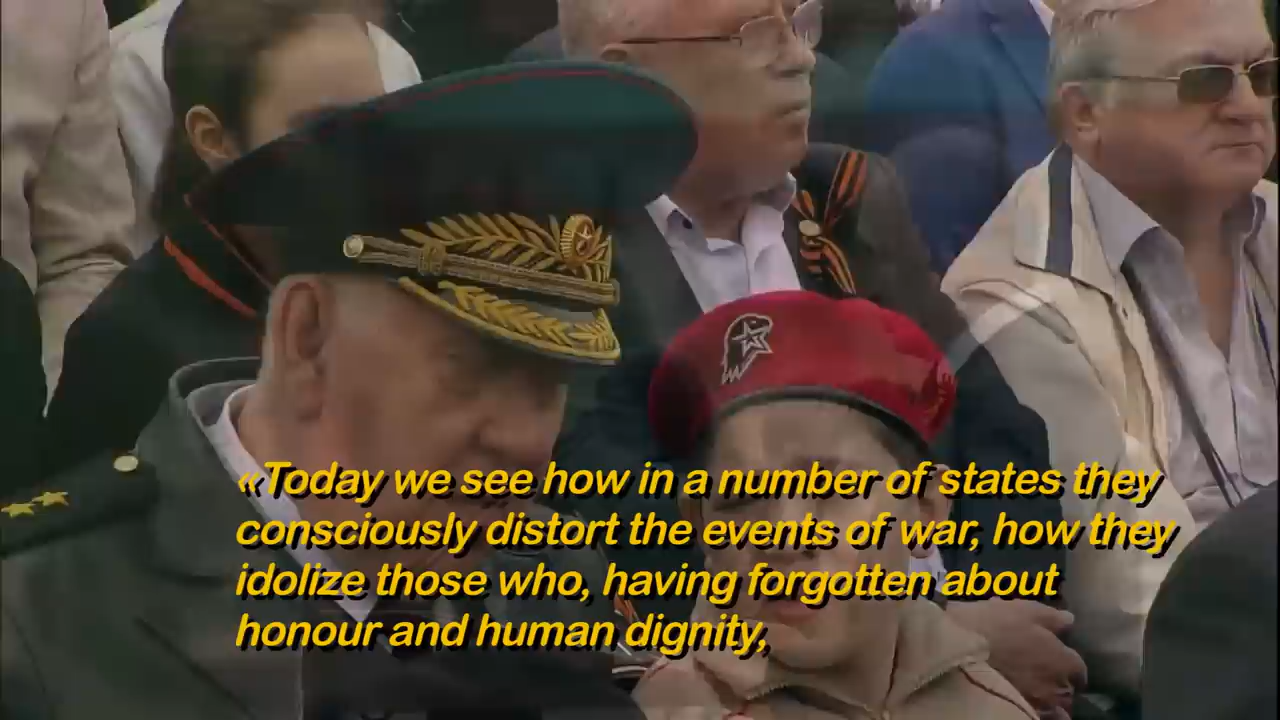 «Today we see how in a number of states they
consciously distort the events of war, how they
idolize those who, having forgotten about
honour and human dignity,